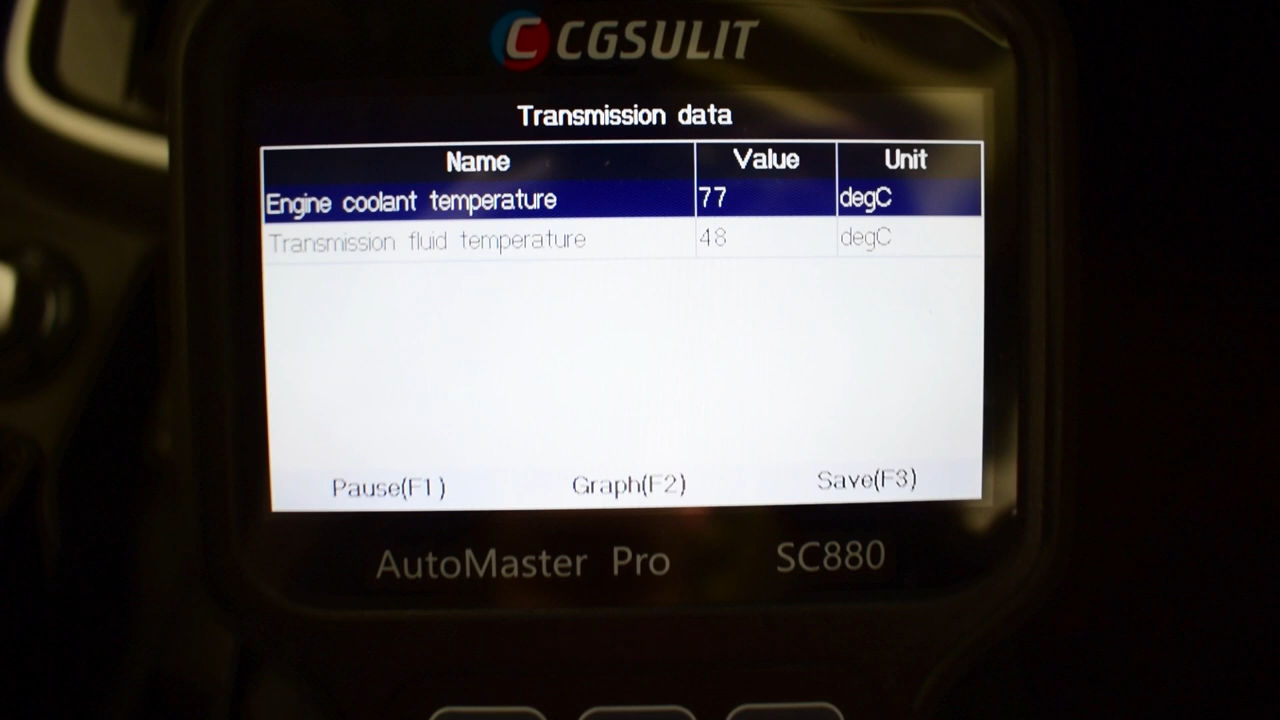 C CGSULIT
Transmission data
Name Value Unit
Engine coolant temperature 77 degC
Transmission fluid temperature 48 degC
Pause(F1) Graph(F2) Save(F3)
AutoMaster Pro SC880